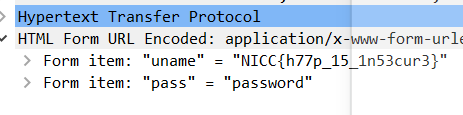 Hypertext Transfer Protocol
HTML Form URL Encoded: application/x-www-form-urle
Form item: "uname" = "NICC{h77p_15_1n53cur3}"
Form item: "pass" = "password"